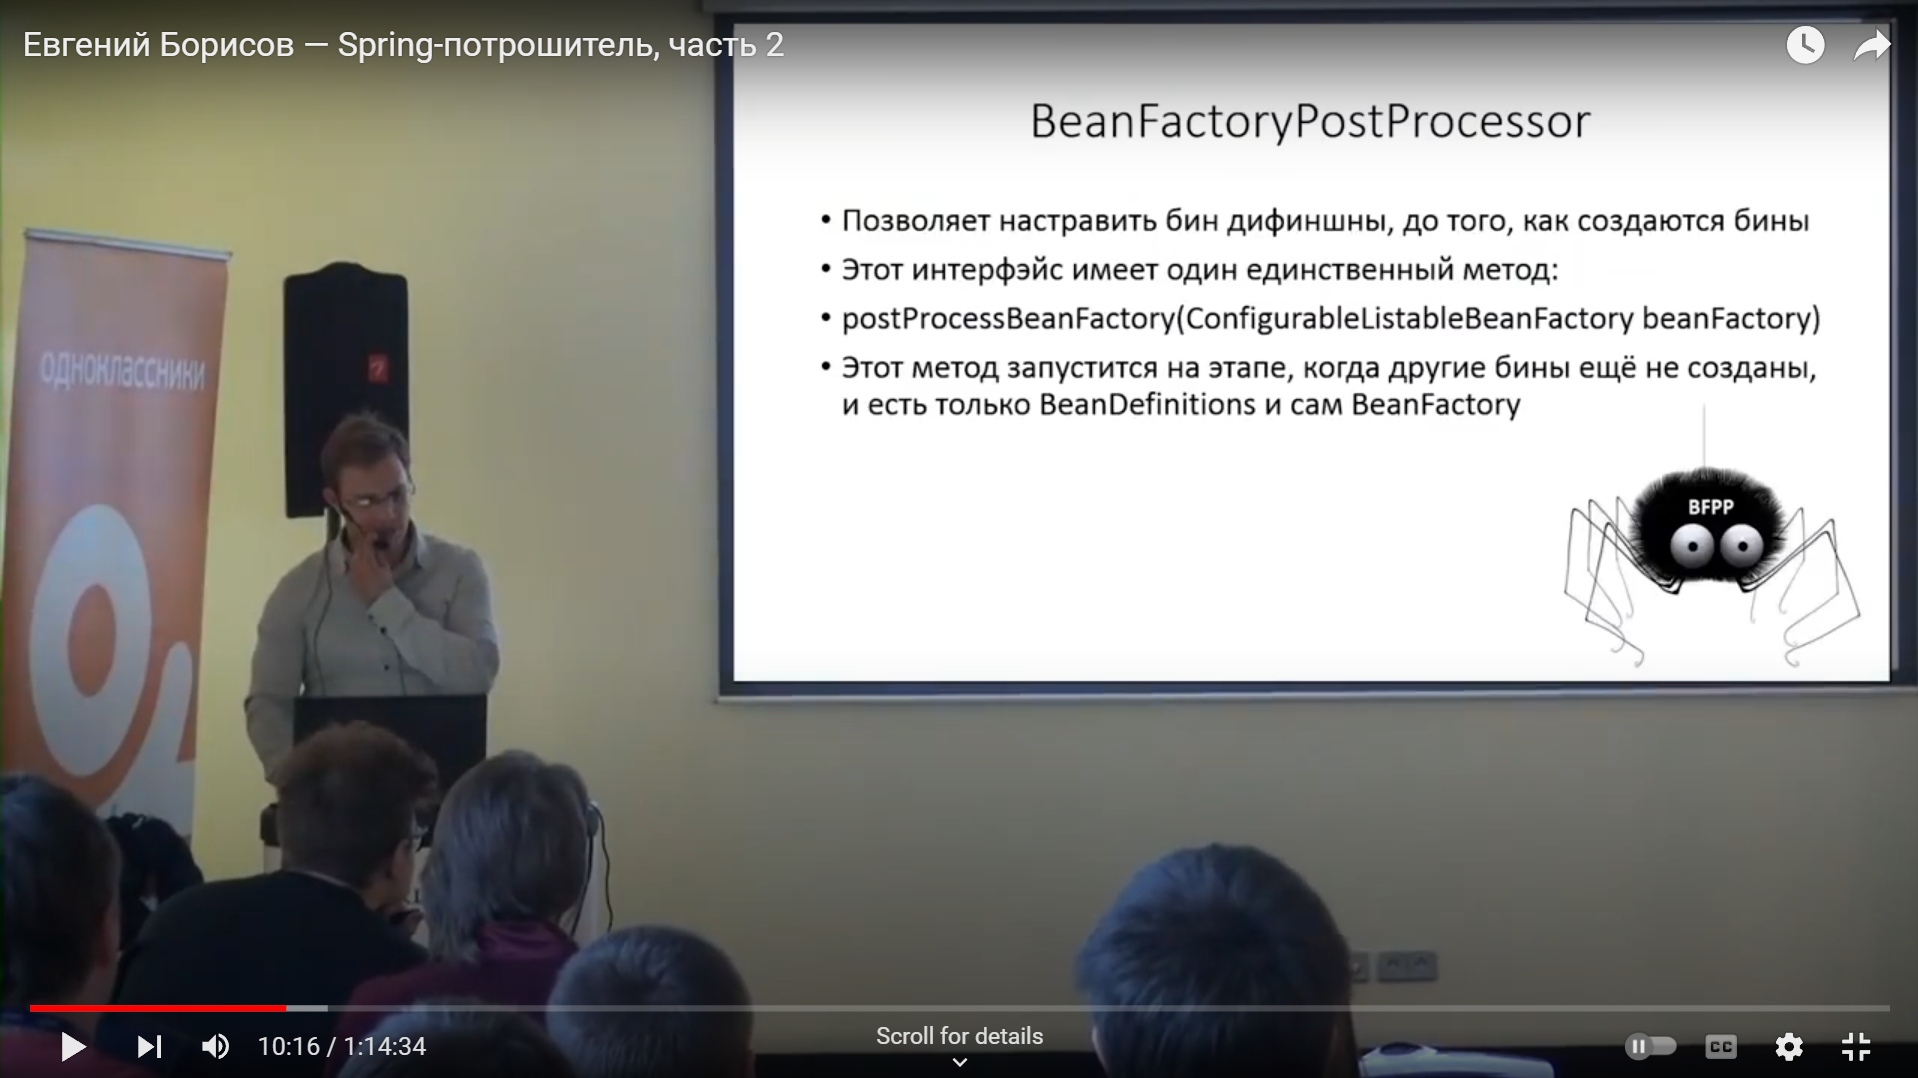 Евгений Борисов — Spring-потрошитель, часть 2
BeanFactoryPostProcessor
• Позволяет настравить бин дифиншны, до того, как создаются бины
• Этот интерфэйс имеет один единственный метод:
• postProcessBeanFactory(ConfigurableListableBeanFactory beanFactory)
• Этот метод запустится на этапе, когда другие бины ещё не созданы,
и есть только BeanDefinitions и сам BeanFactory
BFPP
одноклассники
10:16 / 1:14:34
Scroll for details
CC